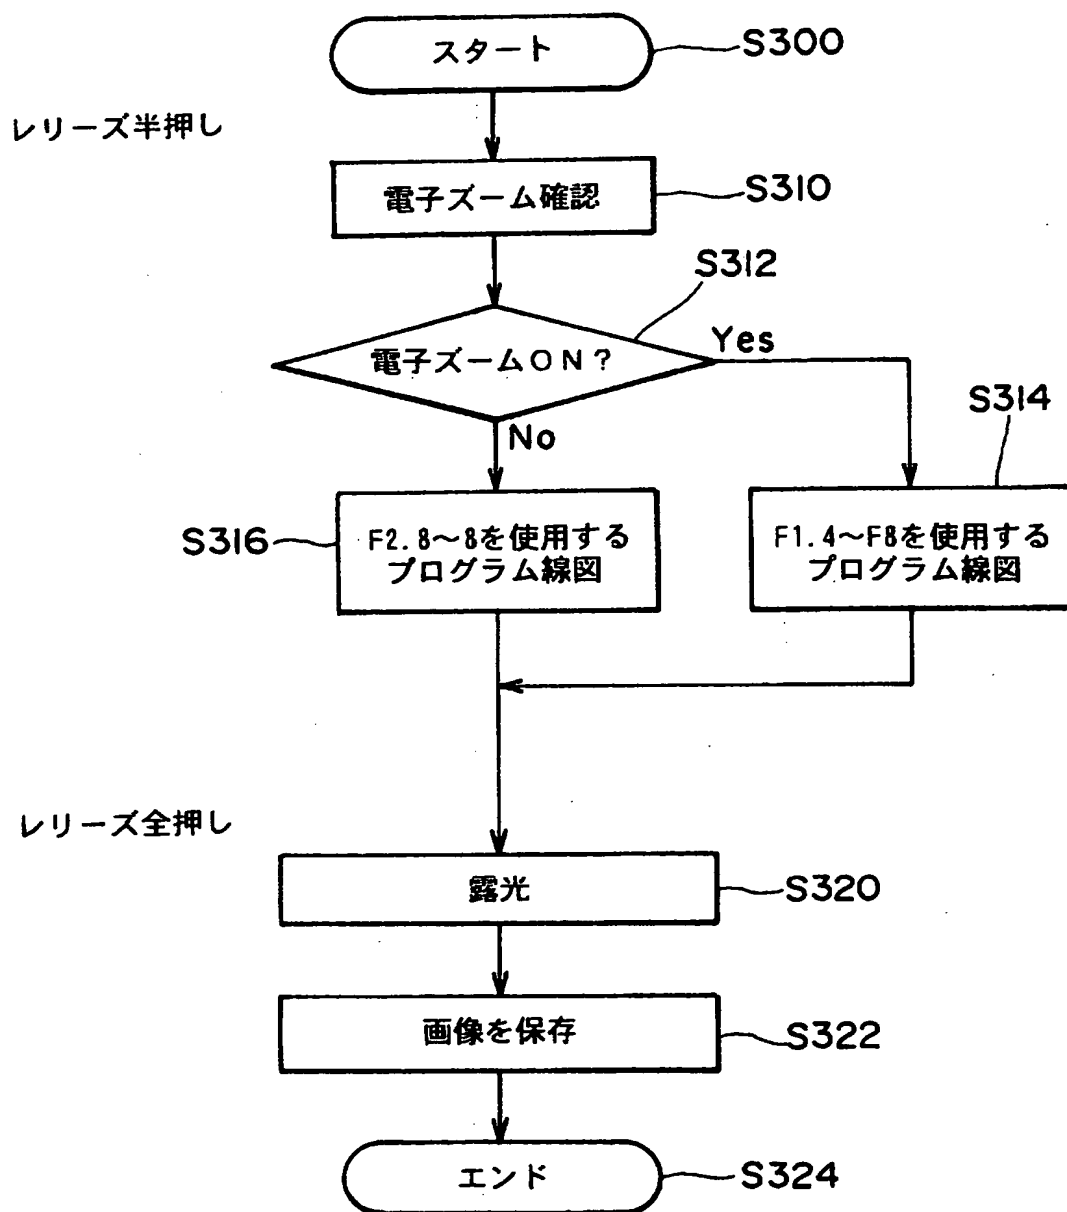 スタート
S300
レリーズ半押し
電子ズーム確認
S310
S312
電子ズームON?
Yes
No
S314
S316
F2.8~8を使用する
プログラム線図
F1.4~F8を使用する
プログラム線図
レリーズ全押し
露光
S320
画像を保存
S322
エンド
S324